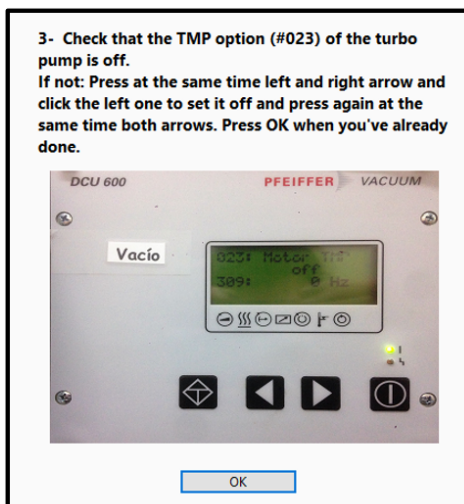 3- Check that the TMP option (#023) of the turbo
pump is off.
If not: Press at the same time left and right arrow and
click the left one to set it off and press again at the
same time both arrows. Press OK when you've already
done.
DCU 600 PFEIFFER VACUUM
Vacío
023: Motor TMP
off
309: 0 Hz
OK